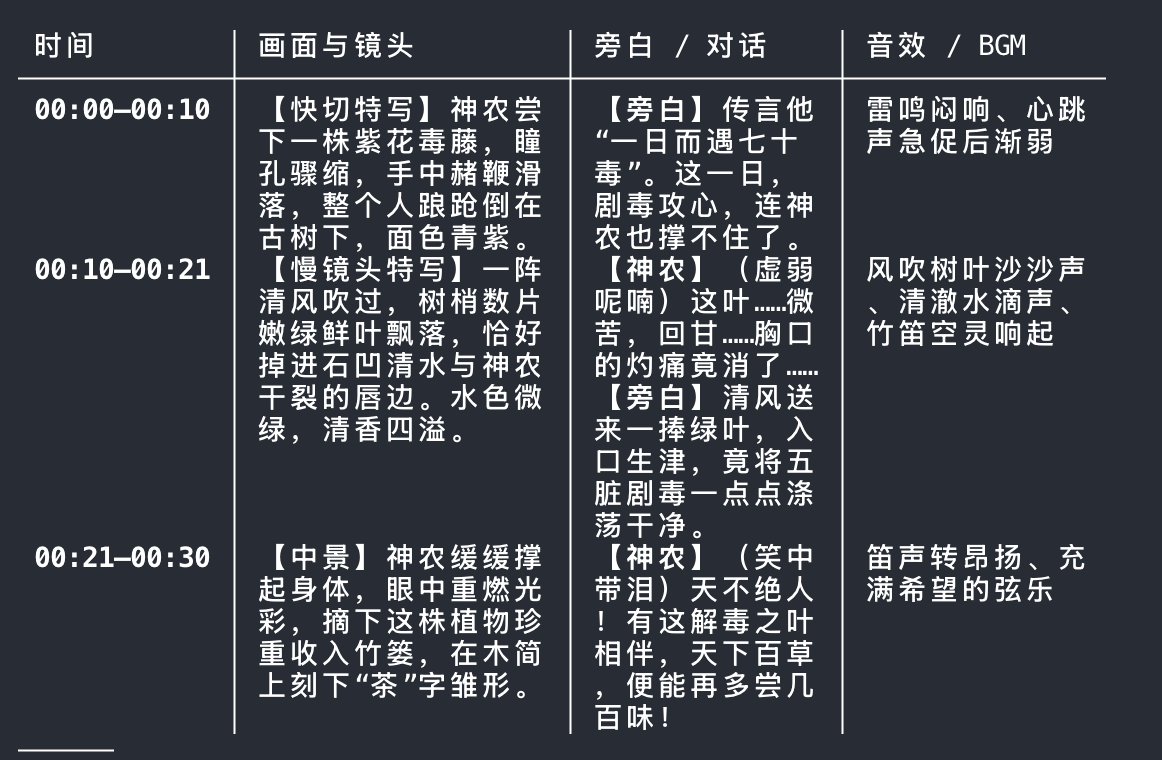 时间
画面与镜头
旁白 / 对话
音效 / BGM
00:00—00:10
【快切特写】神农尝
下一株紫花毒藤，瞳
孔骤缩，手中赭鞭滑
落，整个人踉跄倒在
古树下，面色青紫。
【旁白】传言他
“一日而遇七十
毒”。这一日，
剧毒攻心，连神
农也撑不住了。
雷鸣闷响、心跳
声急促后渐弱
00:10—00:21
【慢镜头特写】一阵
清风吹过，树梢数片
嫩绿鲜叶飘落，恰好
掉进石凹清水与神农
干裂的唇边。水色微
绿，清香四溢。
【神农】（虚弱
呢喃）这叶……微
苦，回甘……胸口
的灼痛竟消了……
【旁白】清风送
来一捧绿叶，入
口生津，竟将五
脏剧毒一点点涤
荡干净。
风吹树叶沙沙声
、清澈水滴声、
竹笛空灵响起
00:21—00:30
【中景】神农缓缓撑
起身体，眼中重燃光
彩，摘下这株植物珍
重收入竹篓，在木简
上刻下“茶”字雏形。
【神农】（笑中
带泪）天不绝人
！有这解毒之叶
相伴，天下百草
，便能再多尝几
百味！
笛声转昂扬、充
满希望的弦乐